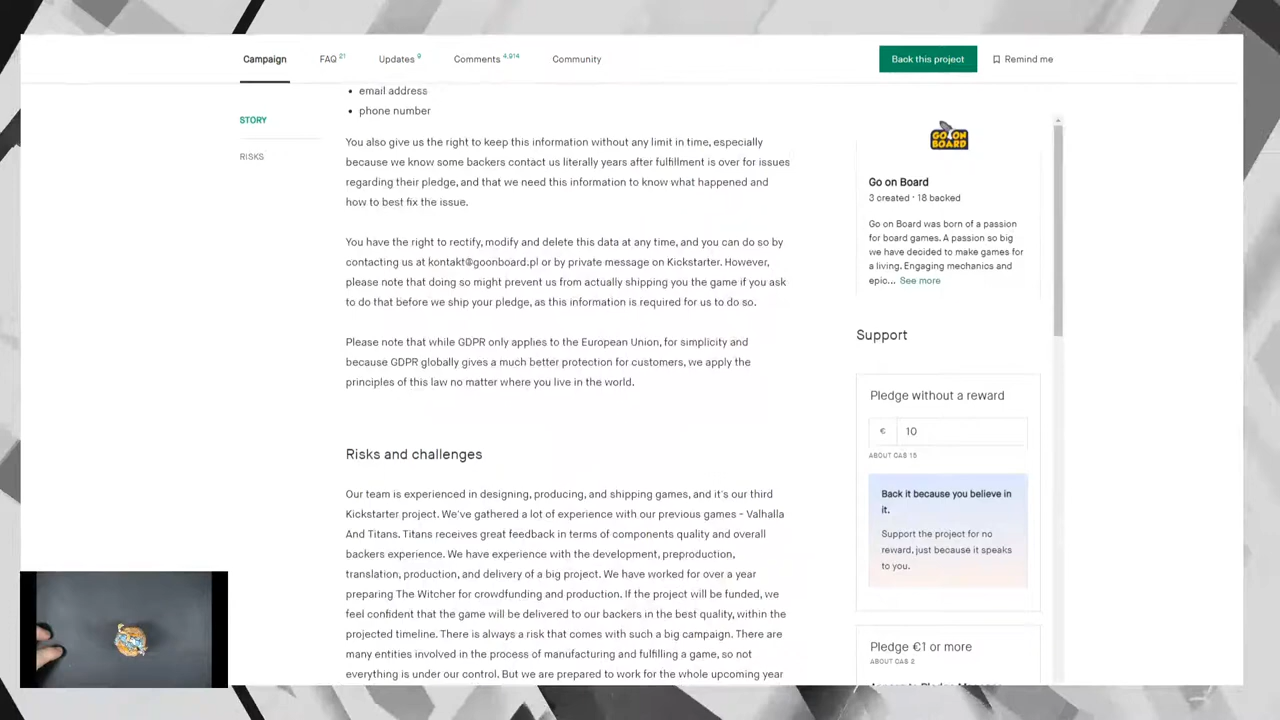 Campaign
FAQ 21
Updates 9
Comments 4,914
Community
Back this project
Remind me
STORY
RISKS
• email address
• phone number
You also give us the right to keep this information without any limit in time, especially
because we know some backers contact us literally years after fulfillment is over for issues
regarding their pledge, and that we need this information to know what happened and
how to best fix the issue.
You have the right to rectify, modify and delete this data at any time, and you can do so by
contacting us at kontakt@goonboard.pl or by private message on Kickstarter. However,
please note that doing so might prevent us from actually shipping you the game if you ask
to do that before we ship your pledge, as this information is required for us to do so.
Please note that while GDPR only applies to the European Union, for simplicity and
because GDPR globally gives a much better protection for customers, we apply the
principles of this law no matter where you live in the world.
Risks and challenges
Our team is experienced in designing, producing, and shipping games, and it's our third
Kickstarter project. We've gathered a lot of experience with our previous games - Valhalla
And Titans. Titans receives great feedback in terms of components quality and overall
backers experience. We have experience with the development, preproduction,
translation, production, and delivery of a big project. We have worked for over a year
preparing The Witcher for crowdfunding and production. If the project will be funded, we
feel confident that the game will be delivered to our backers in the best quality, within the
projected timeline. There is always a risk that comes with such a big campaign. There are
many entities involved in the process of manufacturing and fulfilling a game, so not
everything is under our control. But we are prepared to work for the whole upcoming year
GO ON
BOARD
Go on Board
3 created · 18 backed
Go on Board was born of a passion
for board games. A passion so big
we have decided to make games for
a living. Engaging mechanics and
epic... See more
Support
Pledge without a reward
€ 10
ABOUT CA$ 15
Back it because you believe in
it.
Support the project for no
reward, just because it speaks
to you.
Pledge €1 or more
ABOUT CA$ 2